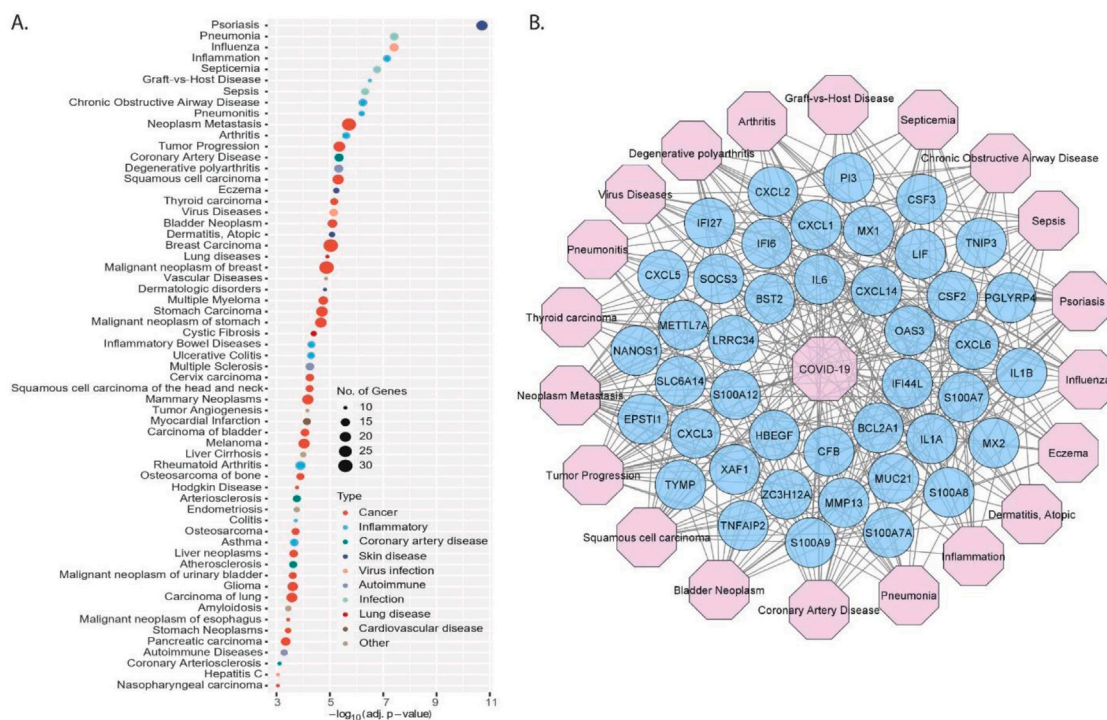 A.
Psoriasis
Pneumonia
Influenza
Inflammation
Septicemia
Graft-vs-Host Disease
Sepsis
Chronic Obstructive Airway Disease
Pneumonitis
Neoplasm Metastasis
Arthritis
Tumor Progression
Coronary Artery Disease
Degenerative polyarthritis
Squamous cell carcinoma
Eczema
Thyroid carcinoma
Virus Diseases
Bladder Neoplasm
Dermatitis, Atopic
Breast Carcinoma
Lung diseases
Malignant neoplasm of breast
Vascular Diseases
Dermatologic disorders
Multiple Myeloma
Stomach Carcinoma
Malignant neoplasm of stomach
Cystic Fibrosis
Inflammatory Bowel Diseases
Ulcerative Colitis
Multiple Sclerosis
Cervix carcinoma
Squamous cell carcinoma of the head and neck
Mammary Neoplasms
Tumor Angiogenesis
Myocardial Infarction
Carcinoma of bladder
Melanoma
Liver Cirrhosis
Rheumatoid Arthritis
Osteosarcoma of bone
Hodgkin Disease
Arteriosclerosis
Endometriosis
Colitis
Osteosarcoma
Asthma
Liver neoplasms
Atherosclerosis
Malignant neoplasm of urinary bladder
Glioma
Carcinoma of lung
Amyloidosis
Malignant neoplasm of esophagus
Stomach Neoplasms
Pancreatic carcinoma
Autoimmune Diseases
Coronary Arteriosclerosis
Hepatitis C
Nasopharyngeal carcinoma
No. of Genes
10
15
20
25
30
Type
Cancer
Inflammatory
Coronary artery disease
Skin disease
Virus infection
Autoimmune
Infection
Lung disease
Cardiovascular disease
Other
3 5 7 9 11
−log10(adj. p−value)
B.
Graft-vs-Host Disease
Arthritis
Septicemia
Degenerative polyarthritis
Chronic Obstructive Airway Disease
Virus Diseases
Sepsis
Pneumonitis
Psoriasis
Thyroid carcinoma
Influenza
Neoplasm Metastasis
Eczema
Tumor Progression
Dermatitis, Atopic
Squamous cell carcinoma
Inflammation
Bladder Neoplasm
Pneumonia
Coronary Artery Disease
COVID-19
PI3
CXCL2
CSF3
IFI27
CXCL1
MX1
IFI6
LIF
TNIP3
CXCL5
SOCS3
BST2
IL6
CXCL14
CSF2
PGLYRP4
METTL7A
LRRC34
OAS3
CXCL6
NANOS1
SLC6A14
S100A12
IFI44L
S100A7
IL1B
EPSTI1
CXCL3
HBEGF
CFB
BCL2A1
IL1A
MX2
TYMP
XAF1
ZC3H12A
MMP13
MUC21
S100A8
TNFAIP2
S100A9
S100A7A